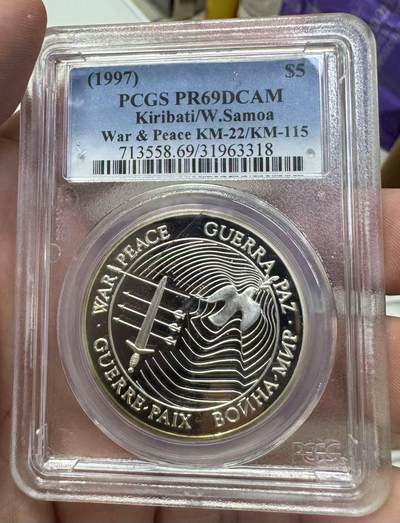 (1997) $5
PCGS PR69DCAM
Kiribati/W.Samoa
War & Peace KM-22/KM-115
713558.69/31963318
· WAR·PEACE GUERRA·PAZ ·
GUERRE·PAIX · ВОЙНА·МИР
PCGS